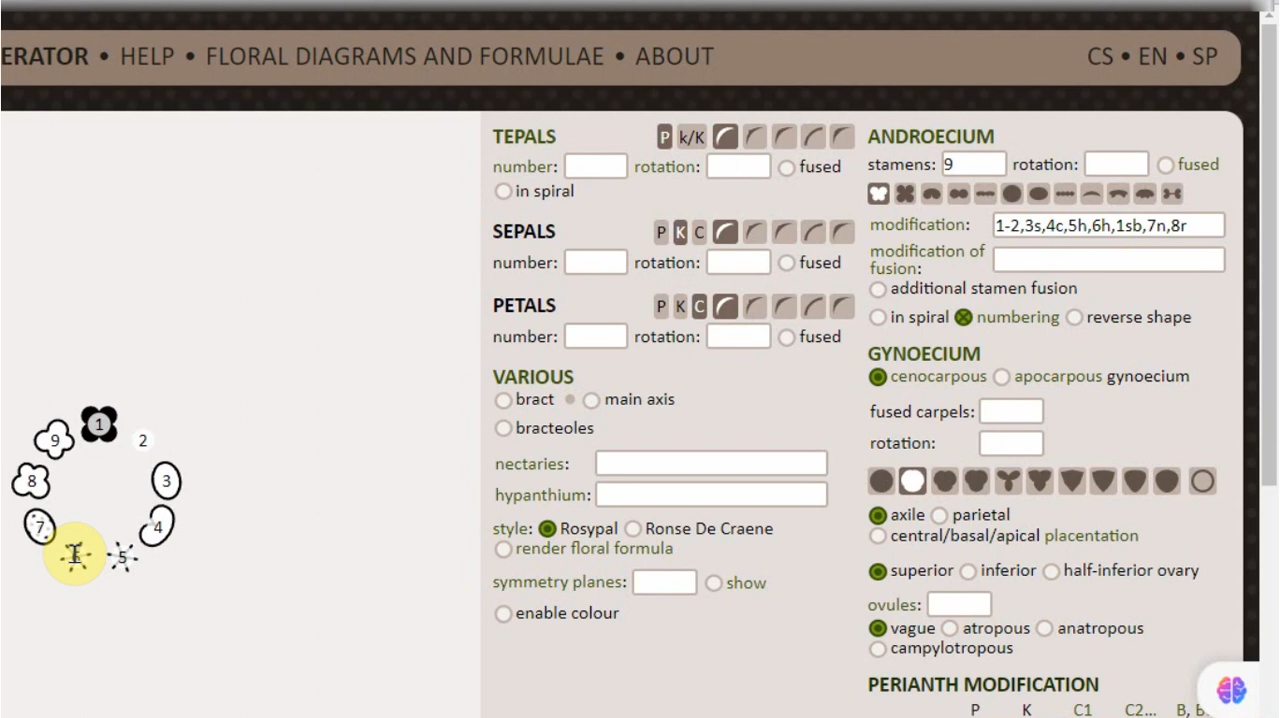 ERATOR • HELP • FLORAL DIAGRAMS AND FORMULAE • ABOUT
CS • EN • SP
TEPALS P k/K
number: rotation: fused
in spiral
SEPALS P K C
number: rotation: fused
PETALS P K C
number: rotation: fused
VARIOUS
bract main axis
bracteoles
nectaries:
hypanthium:
style: Rosypal Ronse De Craene
render floral formula
symmetry planes: show
enable colour
ANDROECIUM
stamens: 9 rotation: fused
modification: 1-2,3s,4c,5h,6h,1sb,7n,8r
modification of
fusion:
additional stamen fusion
in spiral numbering reverse shape
GYNOECIUM
cenocarpous apocarpous gynoecium
fused carpels:
rotation:
axile parietal
central/basal/apical placentation
superior inferior half-inferior ovary
ovules:
vague atropous anatropous
campylotropous
PERIANTH MODIFICATION
P K C1 C2...
1
2
3
4
5
7
8
9